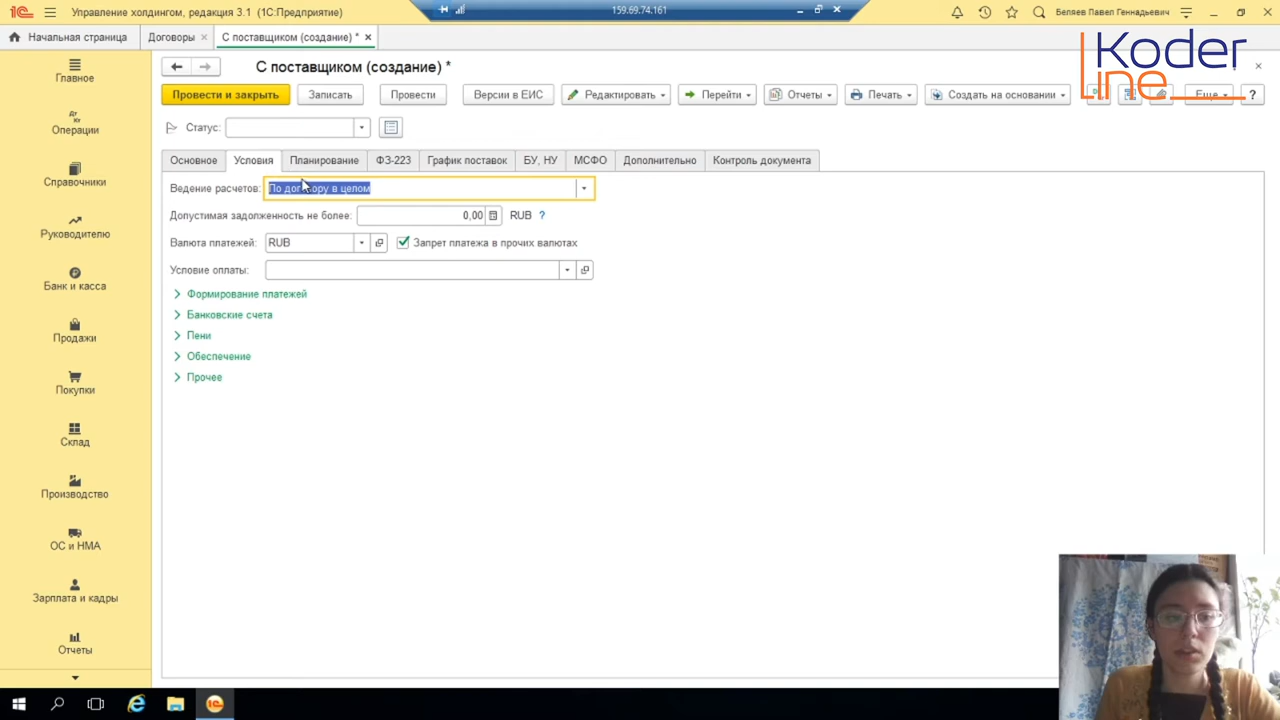 Управление холдингом, редакция 3.1 (1С:Предприятие)
159.69.74.161
Беляев Павел Геннадьевич
Начальная страница
Договоры ×
С поставщиком (создание) * ×
Koder
line
С поставщиком (создание) *
Провести и закрыть
Записать
Провести
Версии в ЕИС
Редактировать
Перейти
Отчеты
Печать
Создать на основании
Еще
?
Статус:
Основное
Условия
Планирование
ФЗ-223
График поставок
БУ, НУ
МСФО
Дополнительно
Контроль документа
Ведение расчетов: По договору в целом
Допустимая задолженность не более: 0,00 RUB ?
Валюта платежей: RUB Запрет платежа в прочих валютах
Условие оплаты:
Формирование платежей
Банковские счета
Пени
Обеспечение
Прочее
Главное
Операции
Справочники
Руководителю
Банк и касса
Продажи
Покупки
Склад
Производство
ОС и НМА
Зарплата и кадры
Отчеты